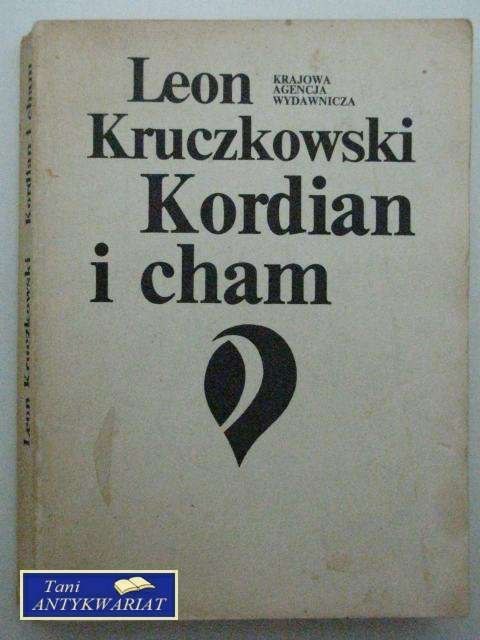 Leon
KRAJOWA
AGENCJA
WYDAWNICZA
Kruczkowski
Kordian
i cham
Leon Kruczkowski Kordian i cham
Tani
ANTYKWARIAT